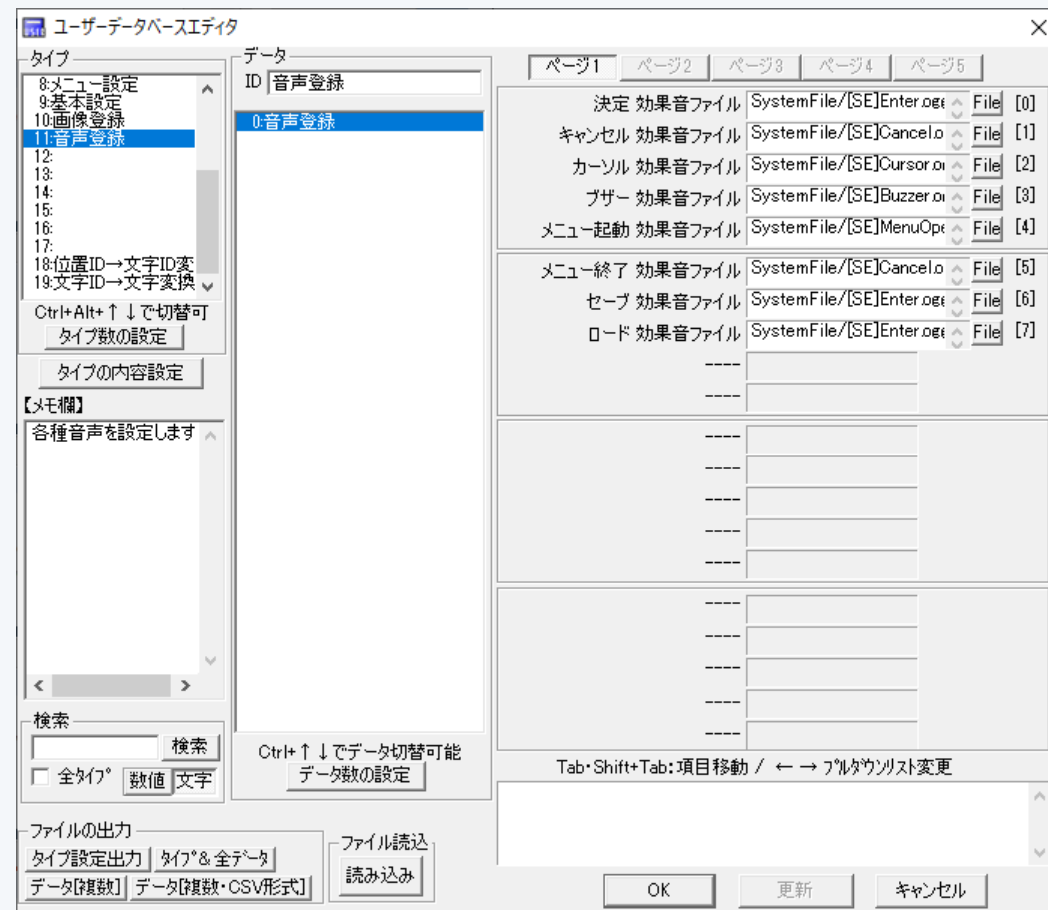 ユーザーデータベースエディタ
タイプ
8:メニュー設定
9:基本設定
10:画像登録
11:音声登録
12:
13:
14:
15:
16:
17:
18:位置ID→文字ID変
19:文字ID→文字変換
Ctrl+Alt+↑↓で切替可
タイプ数の設定
タイプの内容設定
【メモ欄】
各種音声を設定します
検索
検索
全タイプ 数値 文字
ファイルの出力
タイプ設定出力 タイプ&全データ
データ[複数] データ[複数・CSV形式]
ファイル読込
読み込み
データ
ID 音声登録
0:音声登録
Ctrl+↑↓でデータ切替可能
データ数の設定
ページ1 ページ2 ページ3 ページ4 ページ5
決定 効果音ファイル SystemFile/[SE]Enter.oge File [0]
キャンセル 効果音ファイル SystemFile/[SE]Cancel.o File [1]
カーソル 効果音ファイル SystemFile/[SE]Cursor.o File [2]
ブザー 効果音ファイル SystemFile/[SE]Buzzer.o File [3]
メニュー起動 効果音ファイル SystemFile/[SE]MenuOpe File [4]
メニュー終了 効果音ファイル SystemFile/[SE]Cancel.o File [5]
セーブ 効果音ファイル SystemFile/[SE]Enter.oge File [6]
ロード 効果音ファイル SystemFile/[SE]Enter.oge File [7]
----
----
----
----
----
----
----
----
----
----
----
----
Tab・Shift+Tab:項目移動 / ←→プルダウンリスト変更
OK 更新 キャンセル